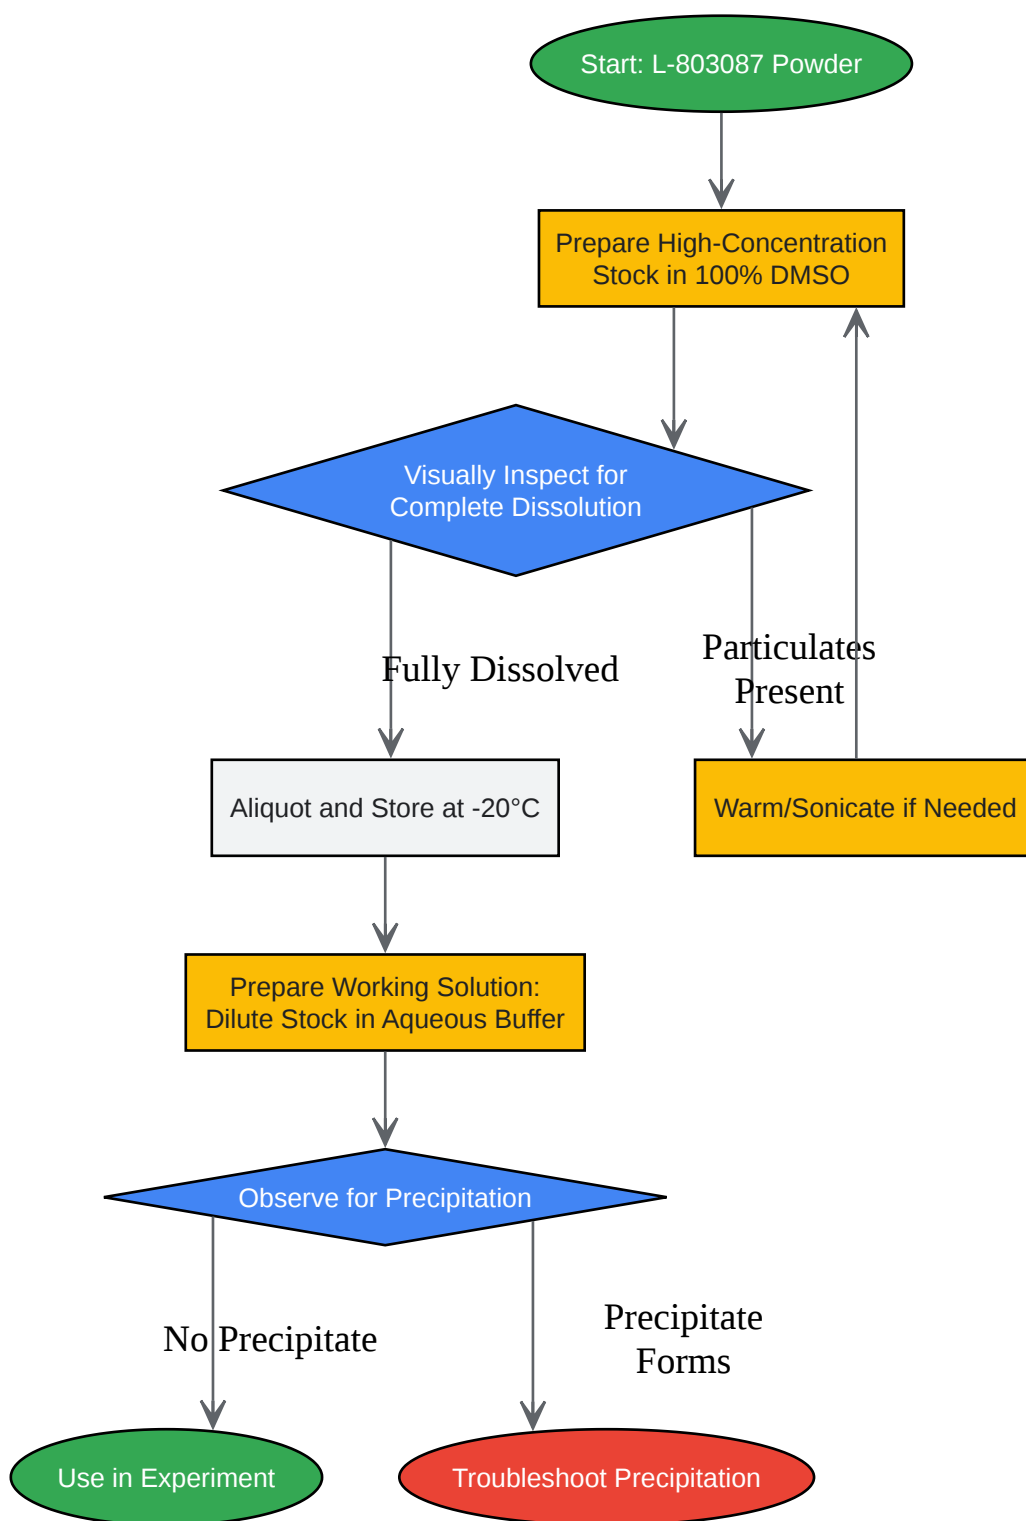 Start: L-803087 Powder
Prepare High-Concentration
Stock in 100% DMSO
Visually Inspect for
Complete Dissolution
Fully Dissolved
Particulates
Present
Aliquot and Store at -20°C
Warm/Sonicate if Needed
Prepare Working Solution:
Dilute Stock in Aqueous Buffer
Observe for Precipitation
No Precipitate
Precipitate
Forms
Use in Experiment
Troubleshoot Precipitation